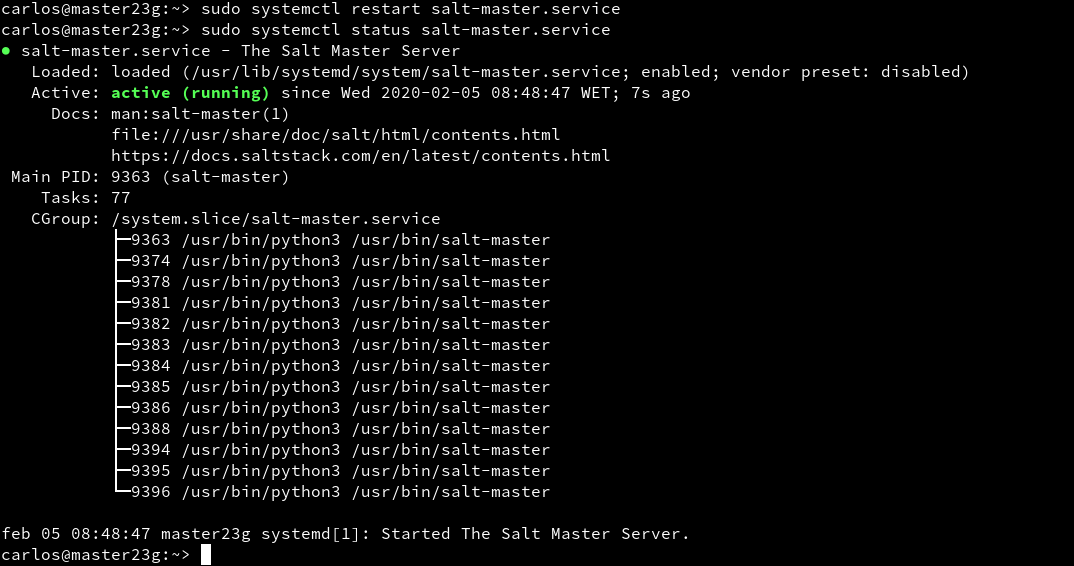 carlos@master23g:~> sudo systemctl restart salt-master.service
carlos@master23g:~> sudo systemctl status salt-master.service
● salt-master.service - The Salt Master Server
   Loaded: loaded (/usr/lib/systemd/system/salt-master.service; enabled; vendor preset: disabled)
   Active: active (running) since Wed 2020-02-05 08:48:47 WET; 7s ago
     Docs: man:salt-master(1)
           file:///usr/share/doc/salt/html/contents.html
           https://docs.saltstack.com/en/latest/contents.html
 Main PID: 9363 (salt-master)
    Tasks: 77
   CGroup: /system.slice/salt-master.service
           ├─9363 /usr/bin/python3 /usr/bin/salt-master
           ├─9374 /usr/bin/python3 /usr/bin/salt-master
           ├─9378 /usr/bin/python3 /usr/bin/salt-master
           ├─9381 /usr/bin/python3 /usr/bin/salt-master
           ├─9382 /usr/bin/python3 /usr/bin/salt-master
           ├─9383 /usr/bin/python3 /usr/bin/salt-master
           ├─9384 /usr/bin/python3 /usr/bin/salt-master
           ├─9385 /usr/bin/python3 /usr/bin/salt-master
           ├─9386 /usr/bin/python3 /usr/bin/salt-master
           ├─9388 /usr/bin/python3 /usr/bin/salt-master
           ├─9394 /usr/bin/python3 /usr/bin/salt-master
           ├─9395 /usr/bin/python3 /usr/bin/salt-master
           └─9396 /usr/bin/python3 /usr/bin/salt-master

feb 05 08:48:47 master23g systemd[1]: Started The Salt Master Server.
carlos@master23g:~>